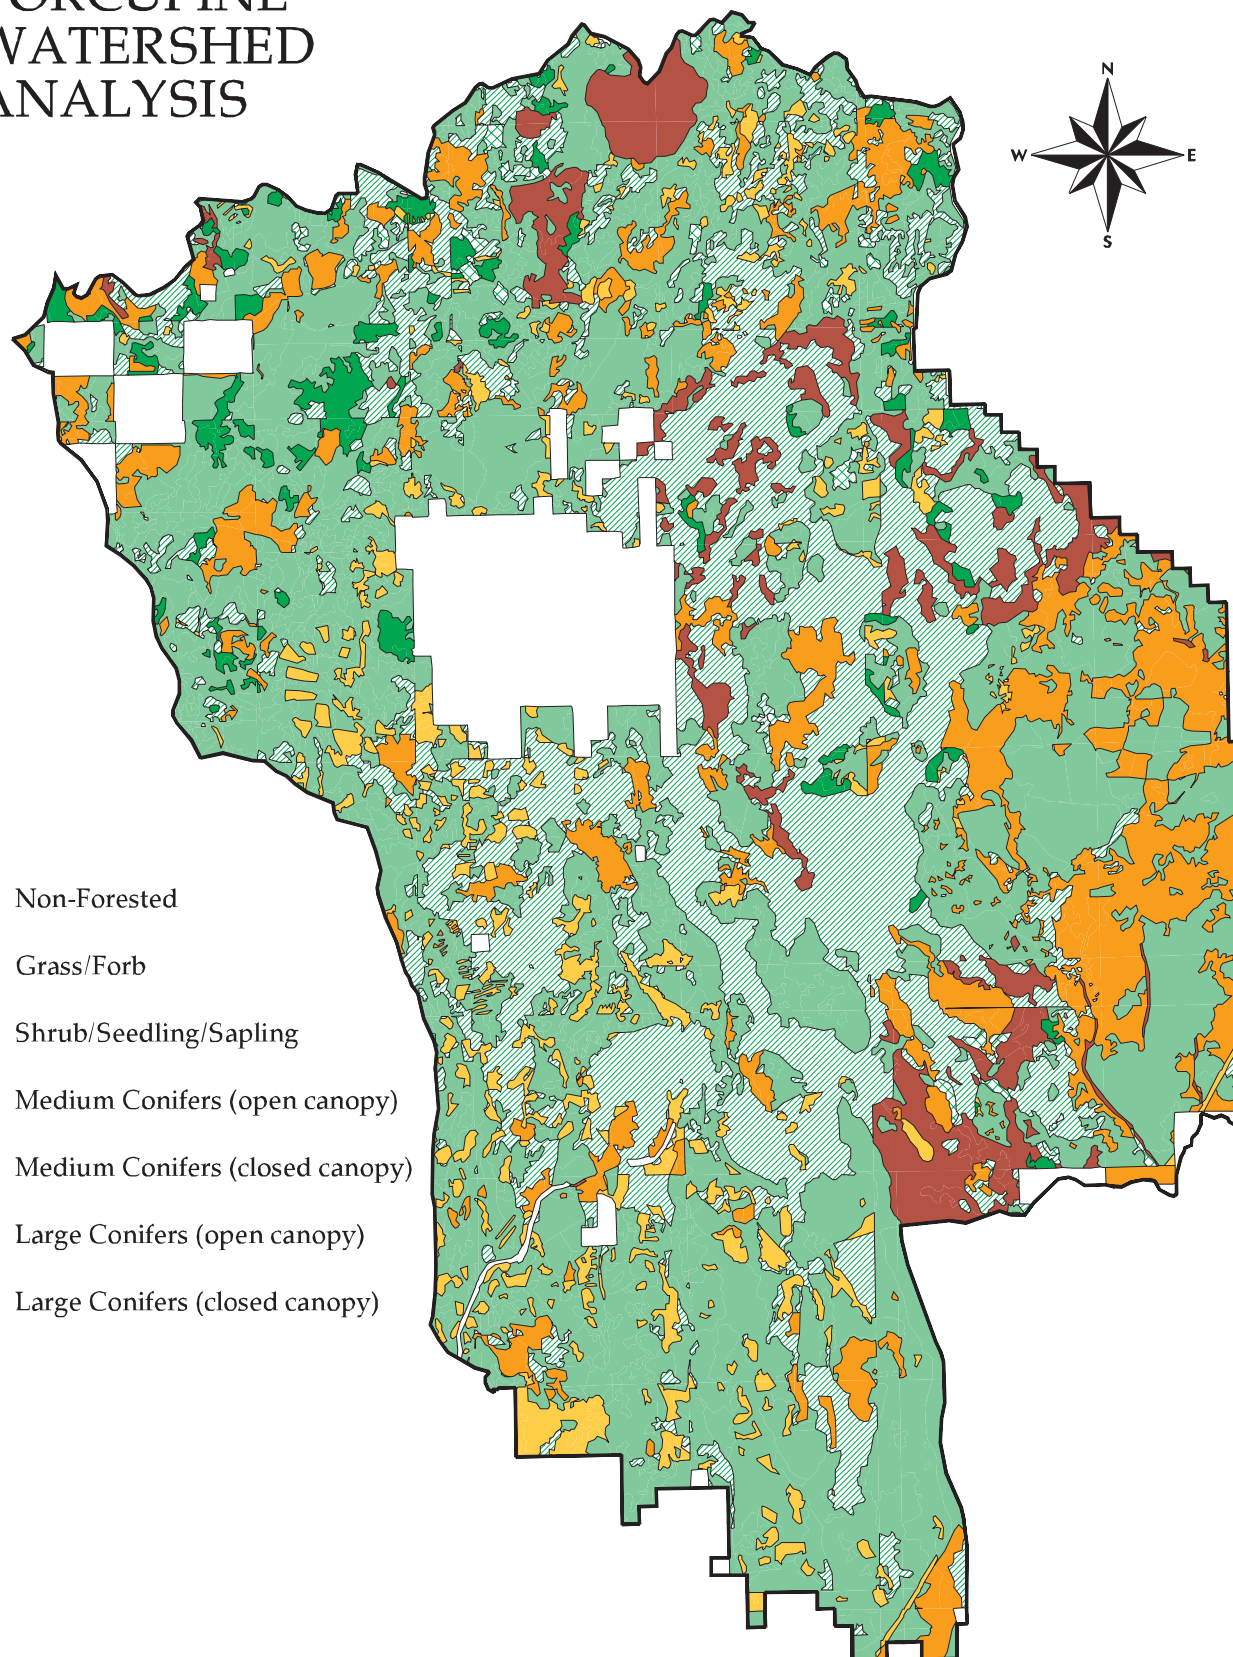 ORCUPINE
WATERSHED
ANALYSIS
N
W
E
S
Non-Forested
Grass/Forb
Shrub/Seedling/Sapling
Medium Conifers (open canopy)
Medium Conifers (closed canopy)
Large Conifers (open canopy)
Large Conifers (closed canopy)